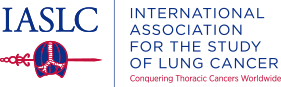 IASLC
INTERNATIONAL
ASSOCIATION
FOR THE STUDY
OF LUNG CANCER
Conquering Thoracic Cancers Worldwide